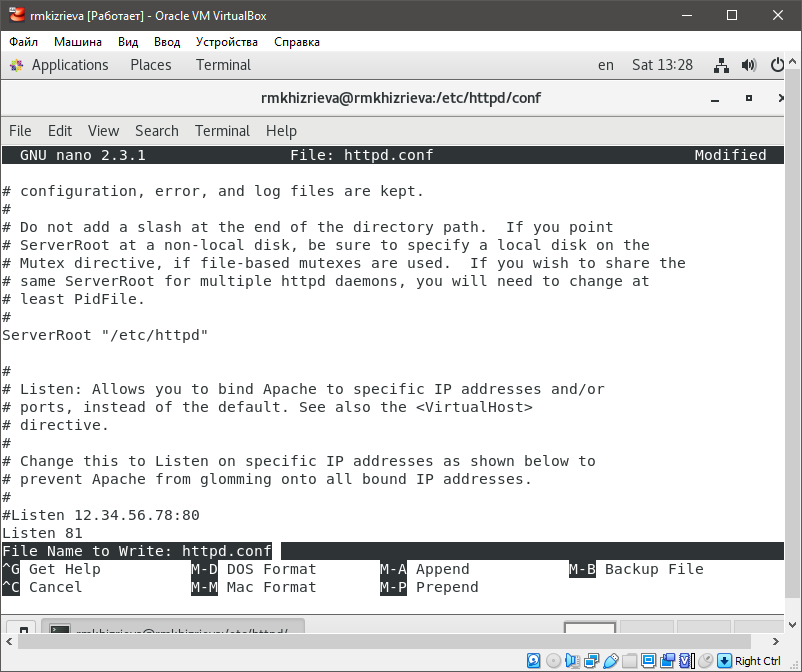 rmkizrieva [Работает] - Oracle VM VirtualBox
Файл Машина Вид Ввод Устройства Справка
Applications Places Terminal en Sat 13:28
rmkhizrieva@rmkhizrieva:/etc/httpd/conf
File Edit View Search Terminal Help
GNU nano 2.3.1 File: httpd.conf Modified
# configuration, error, and log files are kept.
#
# Do not add a slash at the end of the directory path.  If you point
# ServerRoot at a non-local disk, be sure to specify a local disk on the
# Mutex directive, if file-based mutexes are used.  If you wish to share the
# same ServerRoot for multiple httpd daemons, you will need to change at
# least PidFile.
#
ServerRoot "/etc/httpd"
#
# Listen: Allows you to bind Apache to specific IP addresses and/or
# ports, instead of the default. See also the <VirtualHost>
# directive.
#
# Change this to Listen on specific IP addresses as shown below to
# prevent Apache from glomming onto all bound IP addresses.
#
#Listen 12.34.56.78:80
Listen 81
File Name to Write: httpd.conf
^G Get Help M-D DOS Format M-A Append M-B Backup File
^C Cancel M-M Mac Format M-P Prepend
rmkhizrieva@rmkhizrieva:/etc/httpd/
Right Ctrl